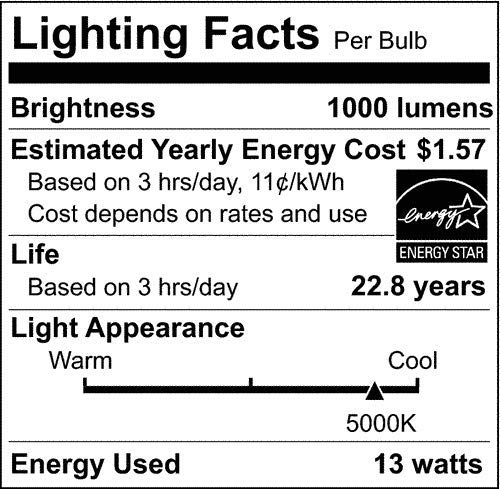 Lighting Facts Per Bulb
Brightness 1000 lumens
Estimated Yearly Energy Cost $1.57
Based on 3 hrs/day, 11¢/kWh
Cost depends on rates and use
energy
ENERGY STAR
Life
Based on 3 hrs/day 22.8 years
Light Appearance
Warm Cool
5000K
Energy Used 13 watts